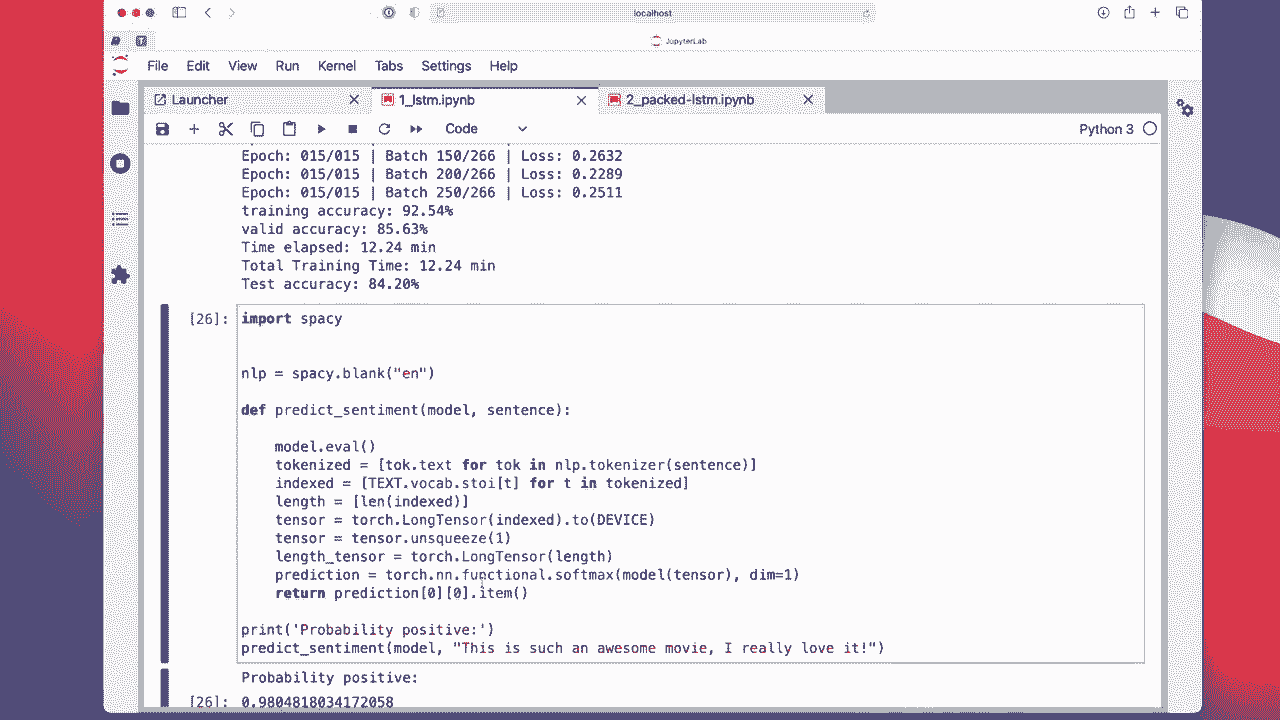 localhost
JupyterLab
File Edit View Run Kernel Tabs Settings Help
Launcher 1_lstm.ipynb 2_packed-lstm.ipynb
Code Python 3
Epoch: 015/015 | Batch 150/266 | Loss: 0.2632
Epoch: 015/015 | Batch 200/266 | Loss: 0.2289
Epoch: 015/015 | Batch 250/266 | Loss: 0.2511
training accuracy: 92.54%
valid accuracy: 85.63%
Time elapsed: 12.24 min
Total Training Time: 12.24 min
Test accuracy: 84.20%
[26]: import spacy
nlp = spacy.blank("en")
def predict_sentiment(model, sentence):
model.eval()
tokenized = [tok.text for tok in nlp.tokenizer(sentence)]
indexed = [TEXT.vocab.stoi[t] for t in tokenized]
length = [len(indexed)]
tensor = torch.LongTensor(indexed).to(DEVICE)
tensor = tensor.unsqueeze(1)
length_tensor = torch.LongTensor(length)
prediction = torch.nn.functional.softmax(model(tensor), dim=1)
return prediction[0][0].item()
print('Probability positive:')
predict_sentiment(model, "This is such an awesome movie, I really love it!")
Probability positive:
[26]: 0.9804818034172058